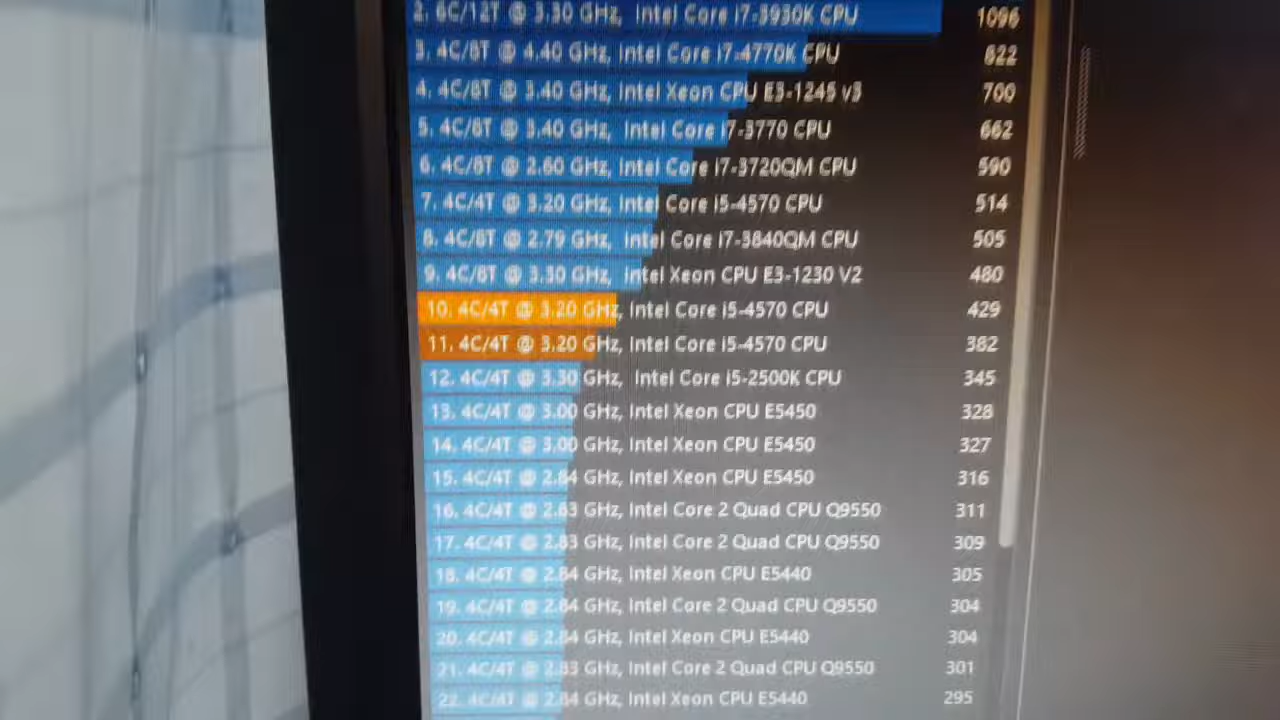 2. 6C/12T @ 3.30 GHz, Intel Core i7-3930K CPU 1096
3. 4C/8T @ 4.40 GHz, Intel Core i7-4770K CPU 822
4. 4C/8T @ 3.40 GHz, Intel Xeon CPU E3-1245 v3 700
5. 4C/8T @ 3.40 GHz, Intel Core i7-3770 CPU 662
6. 4C/8T @ 2.60 GHz, Intel Core i7-3720QM CPU 590
7. 4C/4T @ 3.20 GHz, Intel Core i5-4570 CPU 514
8. 4C/8T @ 2.79 GHz, Intel Core i7-3840QM CPU 505
9. 4C/8T @ 3.30 GHz, Intel Xeon CPU E3-1230 V2 480
10. 4C/4T @ 3.20 GHz, Intel Core i5-4570 CPU 429
11. 4C/4T @ 3.20 GHz, Intel Core i5-4570 CPU 382
12. 4C/4T @ 3.30 GHz, Intel Core i5-2500K CPU 345
13. 4C/4T @ 3.00 GHz, Intel Xeon CPU E5450 328
14. 4C/4T @ 3.00 GHz, Intel Xeon CPU E5450 327
15. 4C/4T @ 2.84 GHz, Intel Xeon CPU E5450 316
16. 4C/4T @ 2.83 GHz, Intel Core 2 Quad CPU Q9550 311
17. 4C/4T @ 2.83 GHz, Intel Core 2 Quad CPU Q9550 309
18. 4C/4T @ 2.84 GHz, Intel Xeon CPU E5440 305
19. 4C/4T @ 2.84 GHz, Intel Core 2 Quad CPU Q9550 304
20. 4C/4T @ 2.84 GHz, Intel Xeon CPU E5440 304
21. 4C/4T @ 2.83 GHz, Intel Core 2 Quad CPU Q9550 301
22. 4C/4T @ 2.84 GHz, Intel Xeon CPU E5440 295